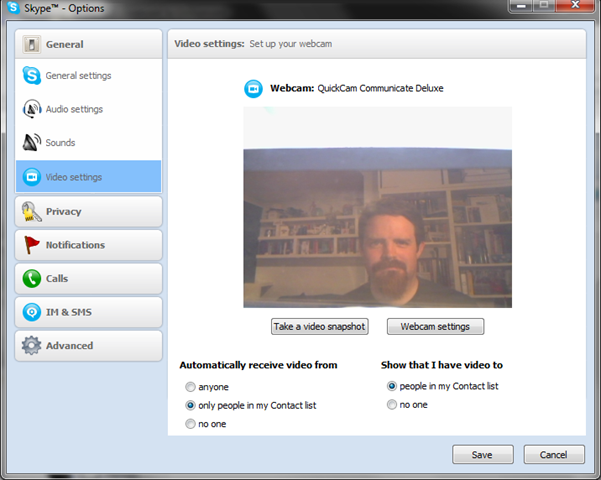 Skype™ - Options
General
General settings
Audio settings
Sounds
Video settings
Privacy
Notifications
Calls
IM & SMS
Advanced
Video settings: Set up your webcam
Webcam: QuickCam Communicate Deluxe
Take a video snapshot
Webcam settings
Automatically receive video from
anyone
only people in my Contact list
no one
Show that I have video to
people in my Contact list
no one
Save
Cancel